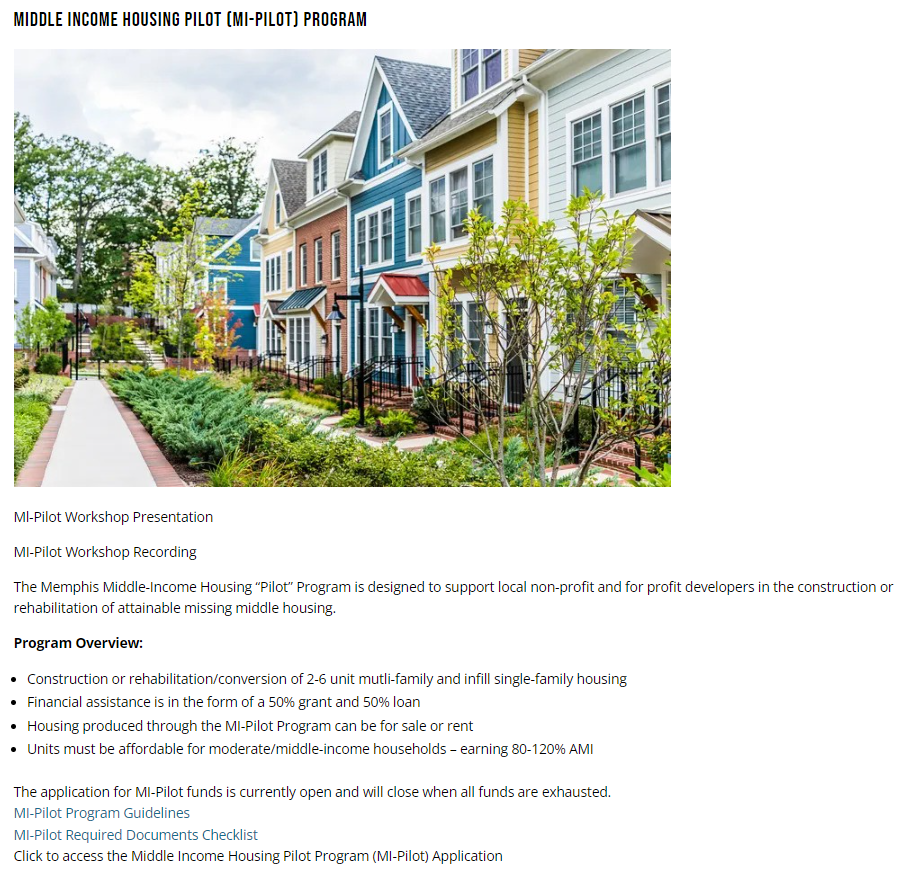 MIDDLE INCOME HOUSING PILOT (MI-PILOT) PROGRAM
MI-Pilot Workshop Presentation
MI-Pilot Workshop Recording
The Memphis Middle-Income Housing “Pilot” Program is designed to support local non-profit and for profit developers in the construction or
rehabilitation of attainable missing middle housing.
Program Overview:
• Construction or rehabilitation/conversion of 2-6 unit mutli-family and infill single-family housing
• Financial assistance is in the form of a 50% grant and 50% loan
• Housing produced through the MI-Pilot Program can be for sale or rent
• Units must be affordable for moderate/middle-income households – earning 80-120% AMI
The application for MI-Pilot funds is currently open and will close when all funds are exhausted.
MI-Pilot Program Guidelines
MI-Pilot Required Documents Checklist
Click to access the Middle Income Housing Pilot Program (MI-Pilot) Application